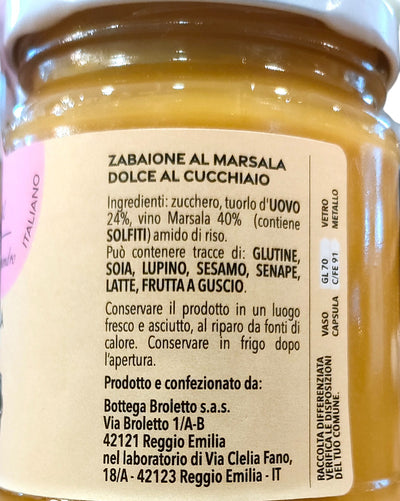 ZABAIONE AL MARSALA
DOLCE AL CUCCHIAIO
Ingredienti: zucchero, tuorlo d'UOVO
24%, vino Marsala 40% (contiene
SOLFITI) amido di riso.
Può contenere tracce di: GLUTINE,
SOIA, LUPINO, SESAMO, SENAPE,
LATTE, FRUTTA A GUSCIO.
Conservare il prodotto in un luogo
fresco e asciutto, al riparo da fonti di
calore. Conservare in frigo dopo
l'apertura.
Prodotto e confezionato da:
Bottega Broletto s.a.s.
Via Broletto 1/A-B
42121 Reggio Emilia
nel laboratorio di Via Clelia Fano,
18/A - 42123 Reggio Emilia - IT
VASO GL 70 VETRO
CAPSULA C/FE 91 METALLO
RACCOLTA DIFFERENZIATA
VERIFICA LE DISPOSIZIONI
DEL TUO COMUNE.
ITALIANO